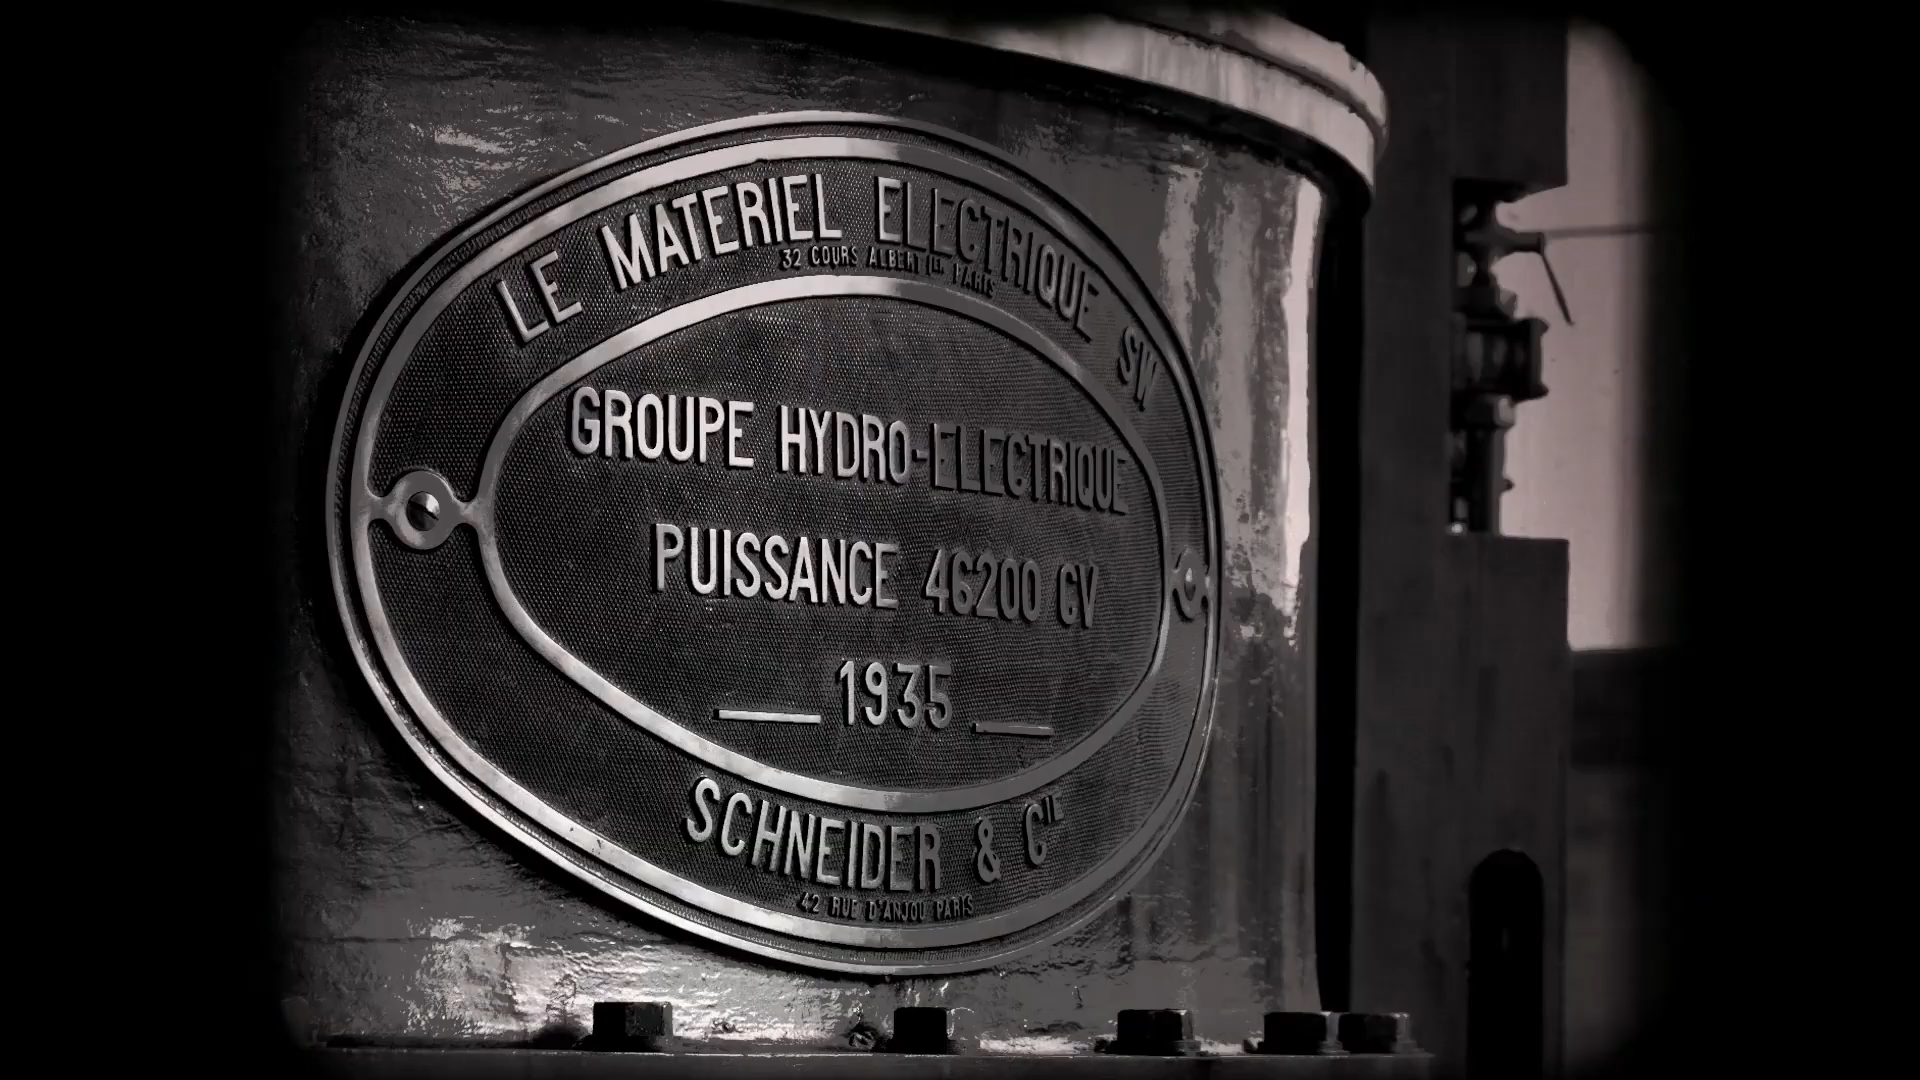 LE MATERIEL ELECTRIQUE SW
32 COURS ALBERT 1ER PARIS
GROUPE HYDRO-ELECTRIQUE
PUISSANCE 46200 CV
1935
SCHNEIDER & CIE
42 RUE D'ANJOU PARIS